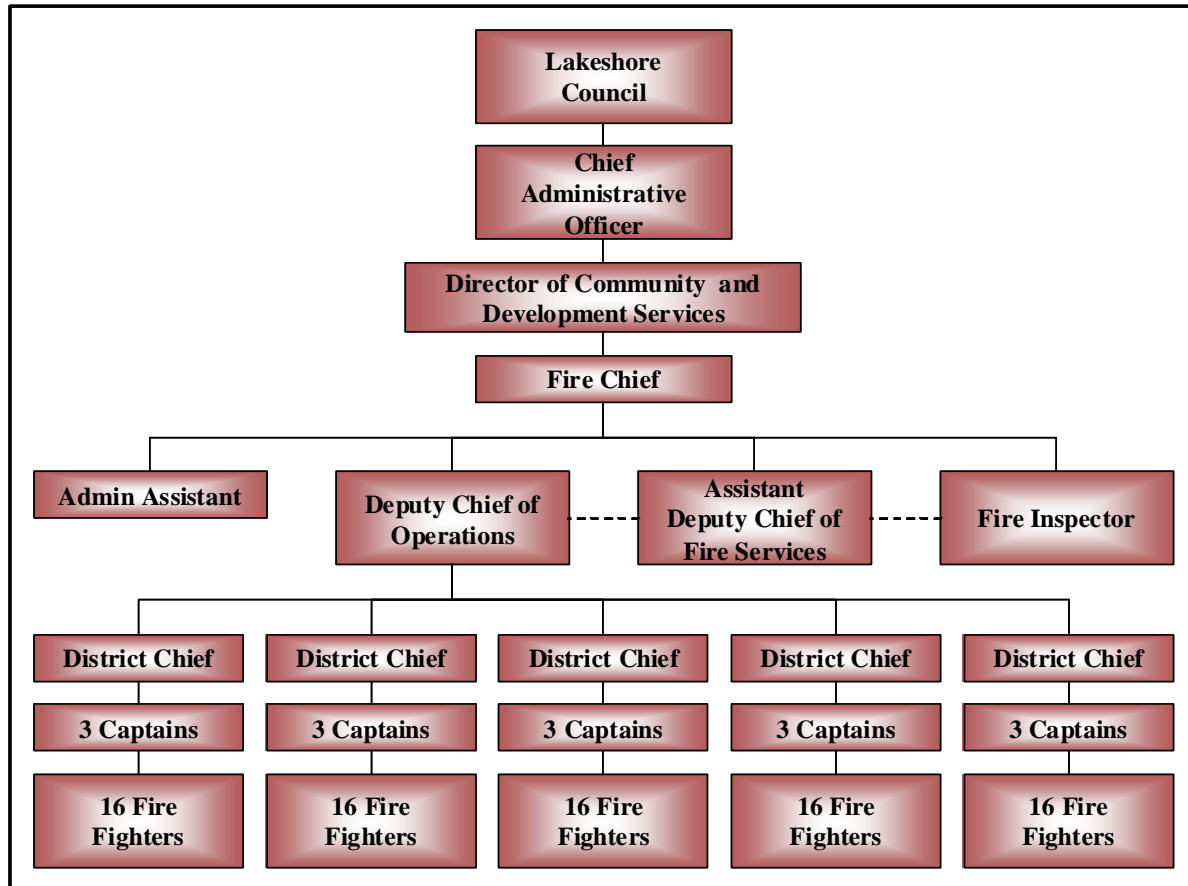 Lakeshore
Council
Chief
Administrative
Officer
Director of Community and
Development Services
Fire Chief
Admin Assistant
Deputy Chief of
Operations
Assistant
Deputy Chief of
Fire Services
Fire Inspector
District Chief
District Chief
District Chief
District Chief
District Chief
3 Captains
3 Captains
3 Captains
3 Captains
3 Captains
16 Fire
Fighters
16 Fire
Fighters
16 Fire
Fighters
16 Fire
Fighters
16 Fire
Fighters